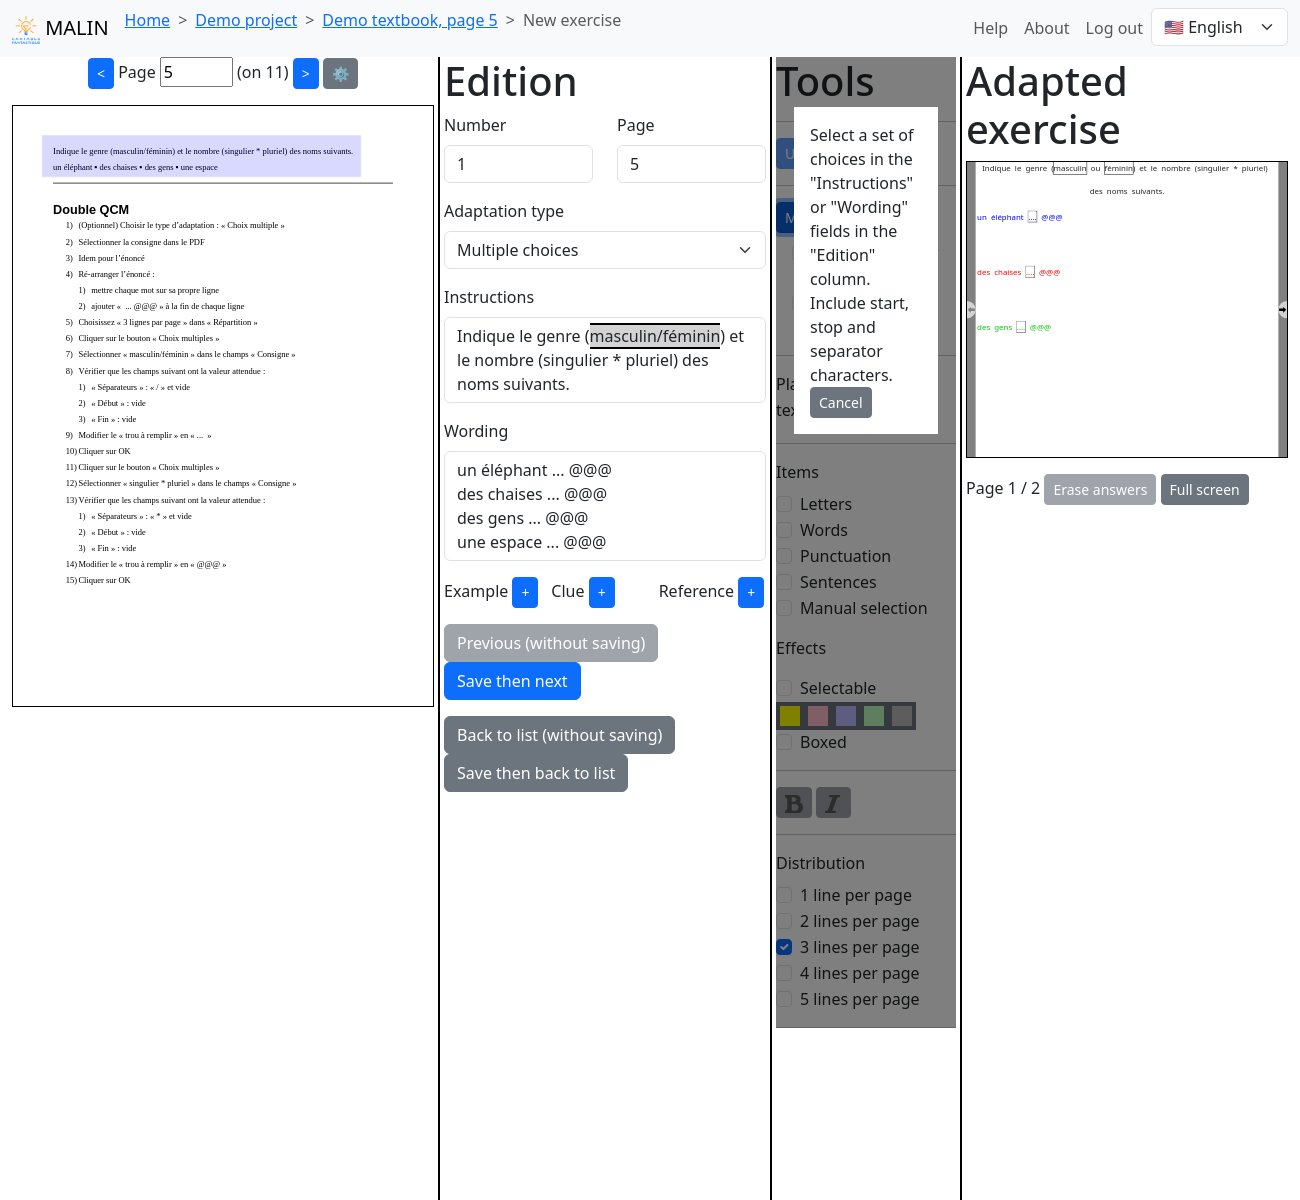 MALIN
Home > Demo project > Demo textbook, page 5 > New exercise
Help About Log out 🇺🇸 English
< Page 5 (on 11) > ⚙️
Indique le genre (masculin/féminin) et le nombre (singulier * pluriel) des noms suivants.
un éléphant • des chaises • des gens • une espace
Double QCM
1) (Optionnel) Choisir le type d’adaptation : « Choix multiple »
2) Sélectionner la consigne dans le PDF
3) Idem pour l’énoncé
4) Ré-arranger l’énoncé :
1) mettre chaque mot sur sa propre ligne
2) ajouter « ... @@@ » à la fin de chaque ligne
5) Choisissez « 3 lignes par page » dans « Répartition »
6) Cliquer sur le bouton « Choix multiples »
7) Sélectionner « masculin/féminin » dans le champs « Consigne »
8) Vérifier que les champs suivant ont la valeur attendue :
1) « Séparateurs » : « / » et vide
2) « Début » : vide
3) « Fin » : vide
9) Modifier le « trou à remplir » en « ... »
10) Cliquer sur OK
11) Cliquer sur le bouton « Choix multiples »
12) Sélectionner « singulier * pluriel » dans le champs « Consigne »
13) Vérifier que les champs suivant ont la valeur attendue :
1) « Séparateurs » : « * » et vide
2) « Début » : vide
3) « Fin » : vide
14) Modifier le « trou à remplir » en « @@@ »
15) Cliquer sur OK
Edition
Number Page
1 5
Adaptation type
Multiple choices
Instructions
Indique le genre (masculin/féminin) et
le nombre (singulier * pluriel) des
noms suivants.
Wording
un éléphant ... @@@
des chaises ... @@@
des gens ... @@@
une espace ... @@@
Example + Clue + Reference +
Previous (without saving)
Save then next
Back to list (without saving)
Save then back to list
Tools
Select a set of
choices in the
"Instructions"
or "Wording"
fields in the
"Edition"
column.
Include start,
stop and
separator
characters.
Cancel
Items
Letters
Words
Punctuation
Sentences
Manual selection
Effects
Selectable
Boxed
B I
Distribution
1 line per page
2 lines per page
3 lines per page
4 lines per page
5 lines per page
Adapted
exercise
Indique le genre (masculin ou féminin) et le nombre (singulier * pluriel)
des noms suivants.
un éléphant ... @@@
des chaises ... @@@
des gens ... @@@
Page 1 / 2 Erase answers Full screen